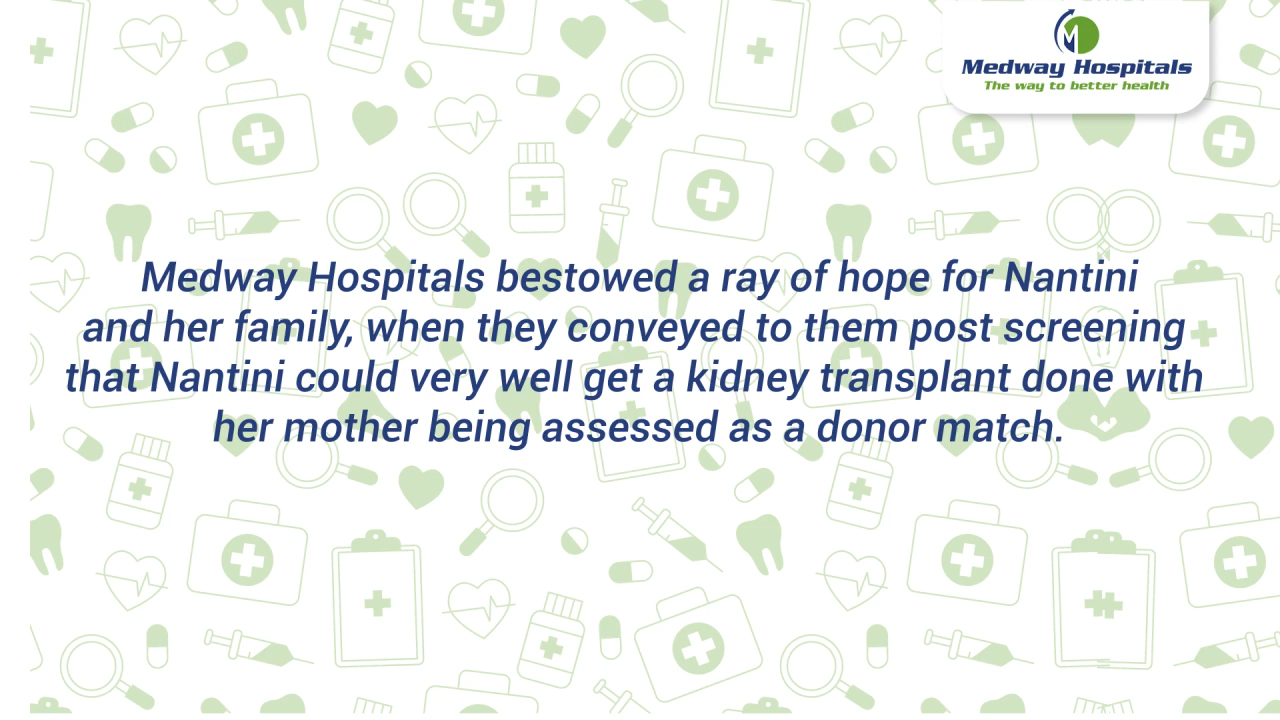 Medway Hospitals
The way to better health
Medway Hospitals bestowed a ray of hope for Nantini
and her family, when they conveyed to them post screening
that Nantini could very well get a kidney transplant done with
her mother being assessed as a donor match.